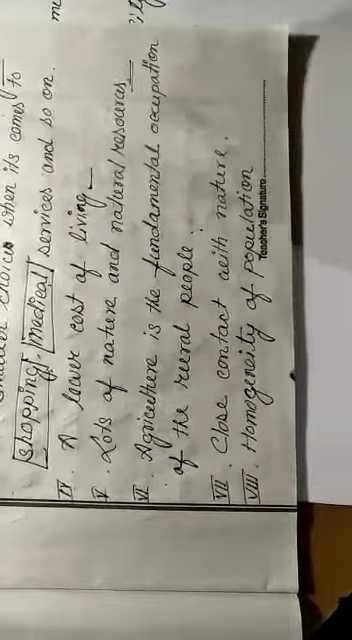 choice when its comes to
shopping, medical services and so on.
IV. A lower cost of living.
V. Lots of nature and natural resources
VI. Agriculture is the fundamental occupation
of the rural people.
VII. Close contact with nature.
VIII. Homogeneity of population
Teacher's Signature